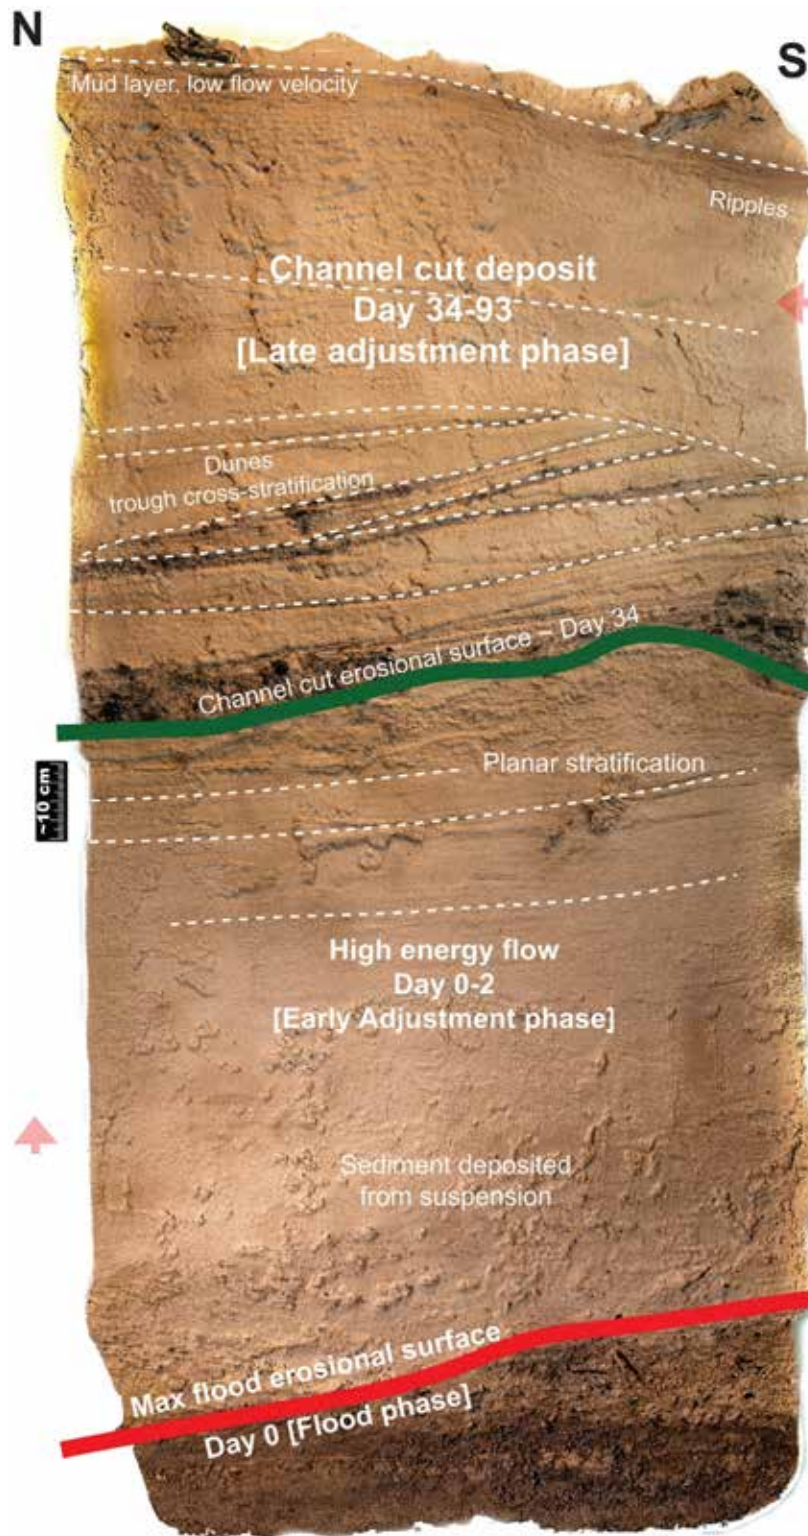 N
S
Mud layer, low flow velocity
Ripples
Channel cut deposit
Day 34-93
[Late adjustment phase]
Dunes
trough cross-stratification
Channel cut erosional surface ~ Day 34
~10 cm
Planar stratification
High energy flow
Day 0-2
[Early Adjustment phase]
Sediment deposited
from suspension
Max flood erosional surface
Day 0 [Flood phase]